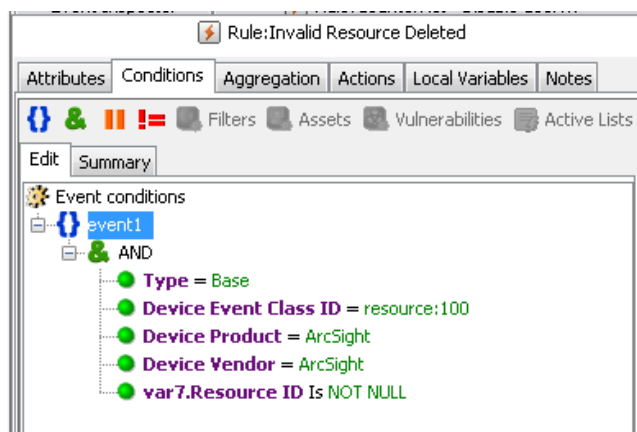 Rule:Invalid Resource Deleted
Attributes Conditions Aggregation Actions Local Variables Notes
{} & || != Filters Assets Vulnerabilities Active Lists
Edit Summary
Event conditions
{} event1
& AND
Type = Base
Device Event Class ID = resource:100
Device Product = ArcSight
Device Vendor = ArcSight
var7.Resource ID Is NOT NULL